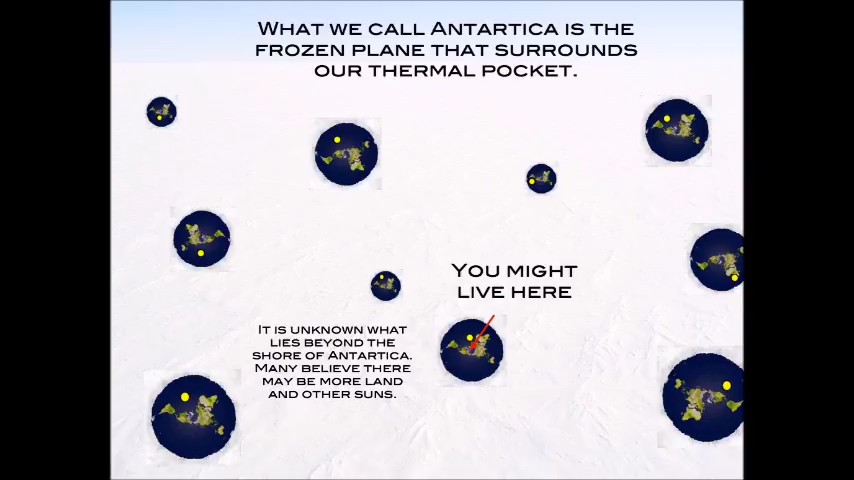 What we call Antartica is the
frozen plane that surrounds
our thermal pocket.
You might
live here
It is unknown what
lies beyond the
shore of Antartica.
Many believe there
may be more land
and other suns.